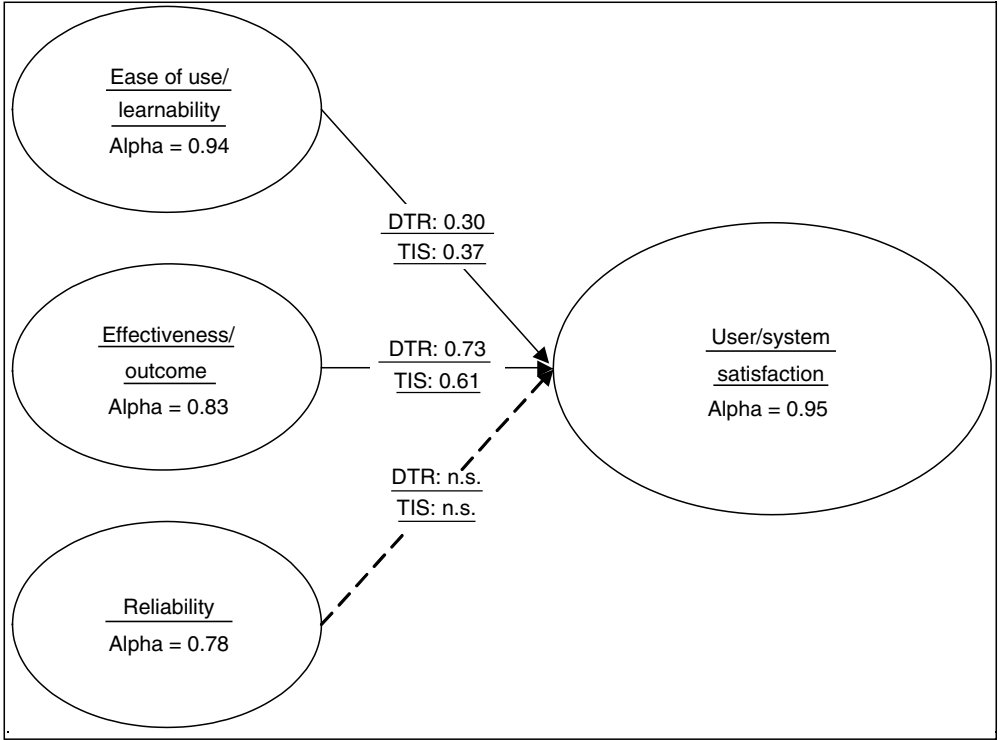 Ease of use/
learnability
Alpha = 0.94
DTR: 0.30
TIS: 0.37
Effectiveness/
outcome
Alpha = 0.83
DTR: 0.73
TIS: 0.61
User/system
satisfaction
Alpha = 0.95
DTR: n.s.
TIS: n.s.
Reliability
Alpha = 0.78